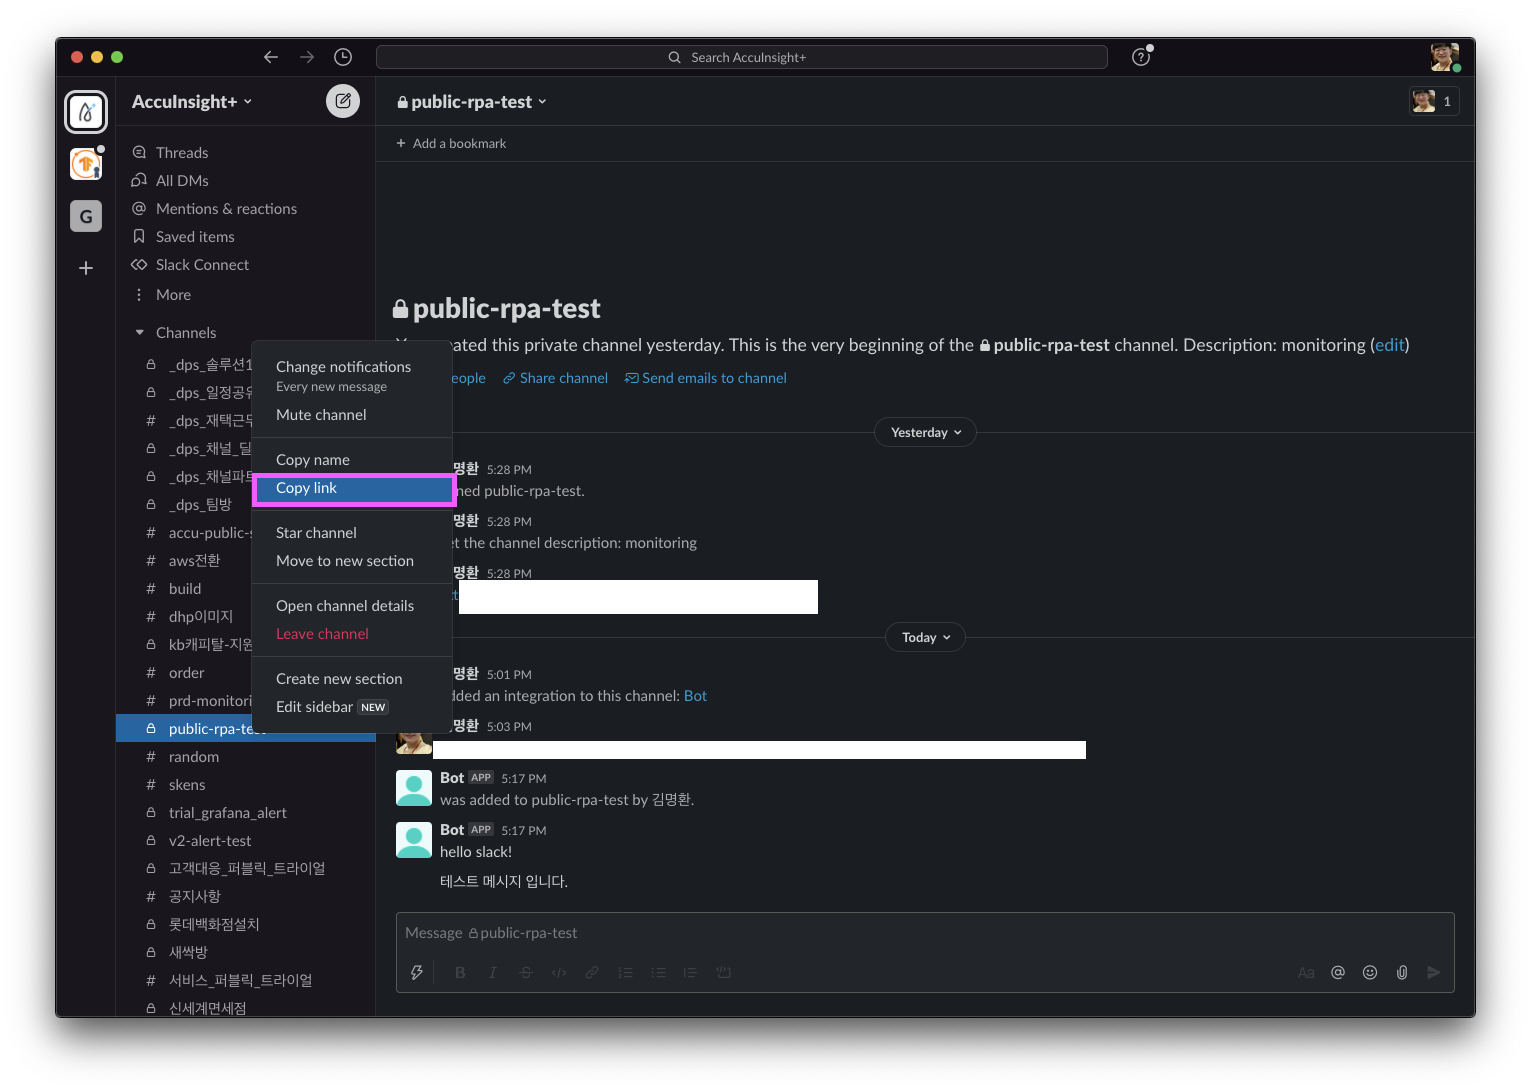 Search AccuInsight+
AccuInsight+
public-rpa-test
1
Add a bookmark
G
Threads
All DMs
Mentions & reactions
Saved items
Slack Connect
More
Channels
_dps_솔루션1
_dps_일정공유
_dps_재택근무
_dps_채널_딜
_dps_채널파트
_dps_팀방
accu-public-s
aws전환
build
dhp이미지
kb캐피탈-지원
order
prd-monitori
public-rpa-test
random
skens
trial_grafana_alert
v2-alert-test
고객대응_퍼블릭_트라이얼
공지사항
롯데백화점설치
새싹방
서비스_퍼블릭_트라이얼
신세계면세점
Change notifications
Every new message
Mute channel
Copy name
Copy link
Star channel
Move to new section
Open channel details
Leave channel
Create new section
Edit sidebar NEW
public-rpa-test
ated this private channel yesterday. This is the very beginning of the public-rpa-test channel. Description: monitoring (edit)
eople Share channel Send emails to channel
Yesterday
명환 5:28 PM
ned public-rpa-test.
명환 5:28 PM
et the channel description: monitoring
명환 5:28 PM
Today
명환 5:01 PM
dded an integration to this channel: Bot
명환 5:03 PM
Bot APP 5:17 PM
was added to public-rpa-test by 김명환.
Bot APP 5:17 PM
hello slack!
테스트 메시지 입니다.
Message public-rpa-test
B I S </> Aa @